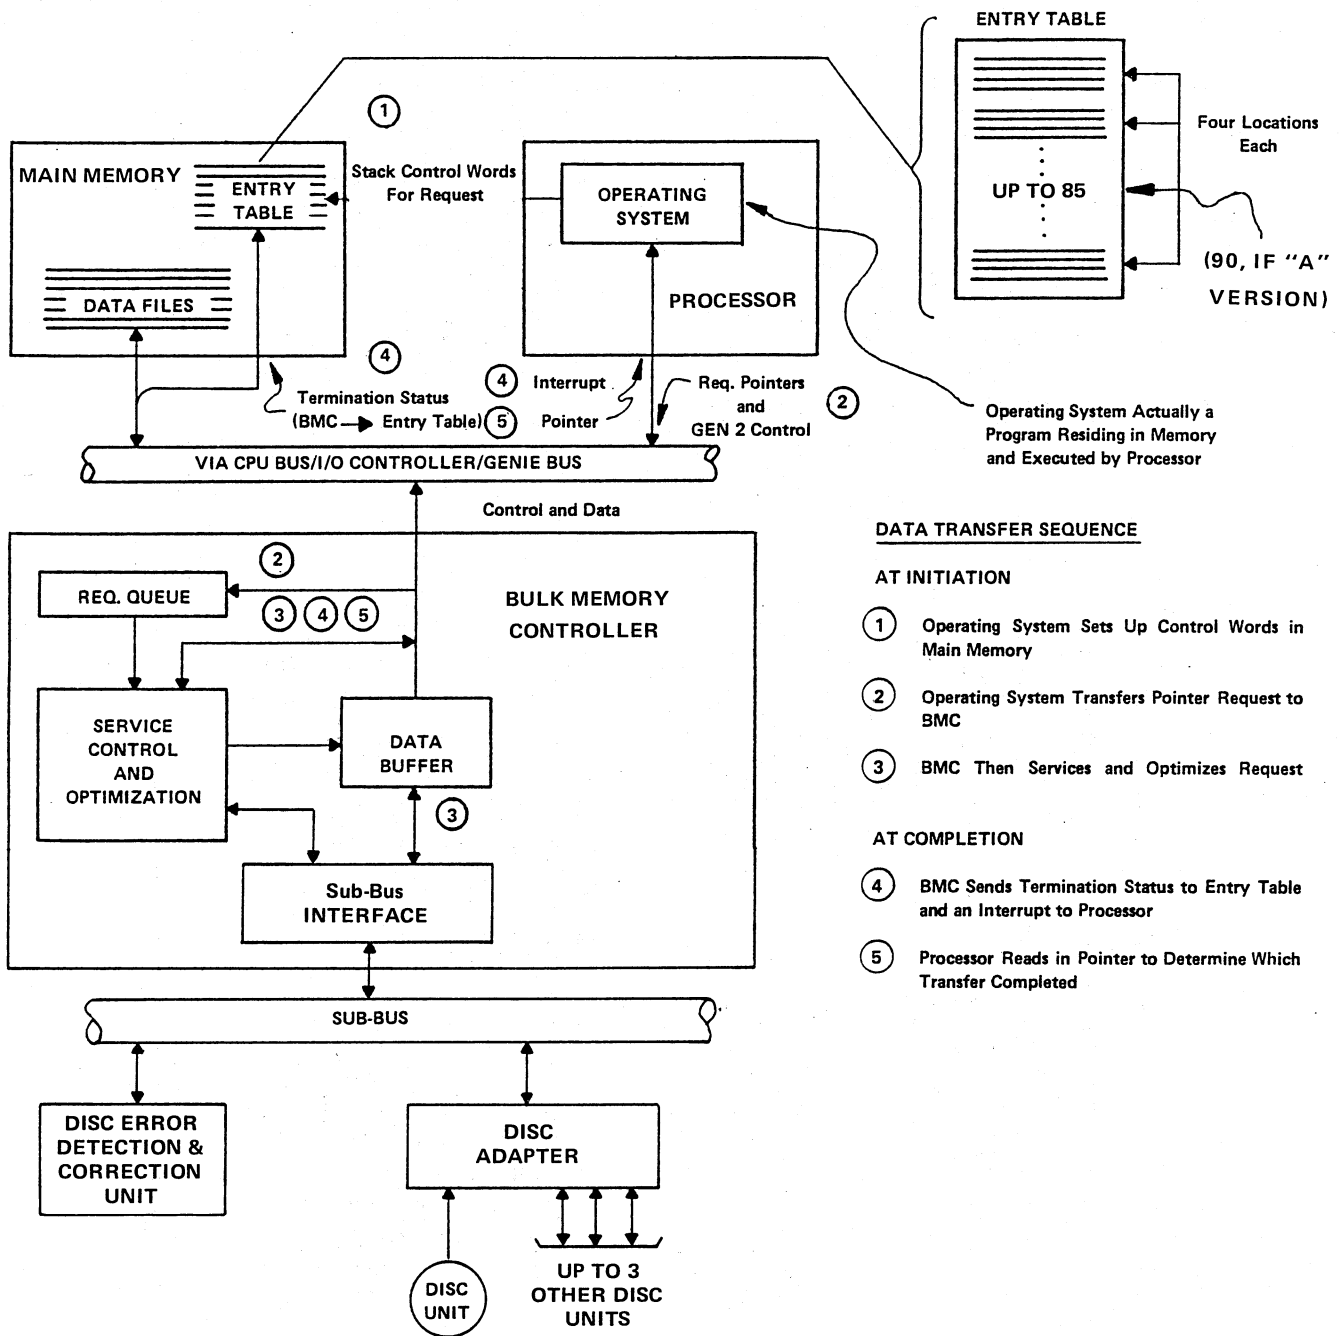 ENTRY TABLE
Four Locations
Each
UP TO 85
(90, IF "A"
VERSION)
1
MAIN MEMORY
ENTRY
TABLE
DATA FILES
Stack Control Words
For Request
OPERATING
SYSTEM
PROCESSOR
4
Termination Status
(BMC → Entry Table)
4 Interrupt
5 Pointer
Req. Pointers
and
GEN 2 Control
2
Operating System Actually a
Program Residing in Memory
and Executed by Processor
VIA CPU BUS/I/O CONTROLLER/GENIE BUS
Control and Data
2
REQ. QUEUE
3 4 5
BULK MEMORY
CONTROLLER
SERVICE
CONTROL
AND
OPTIMIZATION
DATA
BUFFER
3
Sub-Bus
INTERFACE
SUB-BUS
DISC ERROR
DETECTION &
CORRECTION
UNIT
DISC
ADAPTER
DISC
UNIT
UP TO 3
OTHER DISC
UNITS
DATA TRANSFER SEQUENCE
AT INITIATION
1 Operating System Sets Up Control Words in
Main Memory
2 Operating System Transfers Pointer Request to
BMC
3 BMC Then Services and Optimizes Request
AT COMPLETION
4 BMC Sends Termination Status to Entry Table
and an Interrupt to Processor
5 Processor Reads in Pointer to Determine Which
Transfer Completed